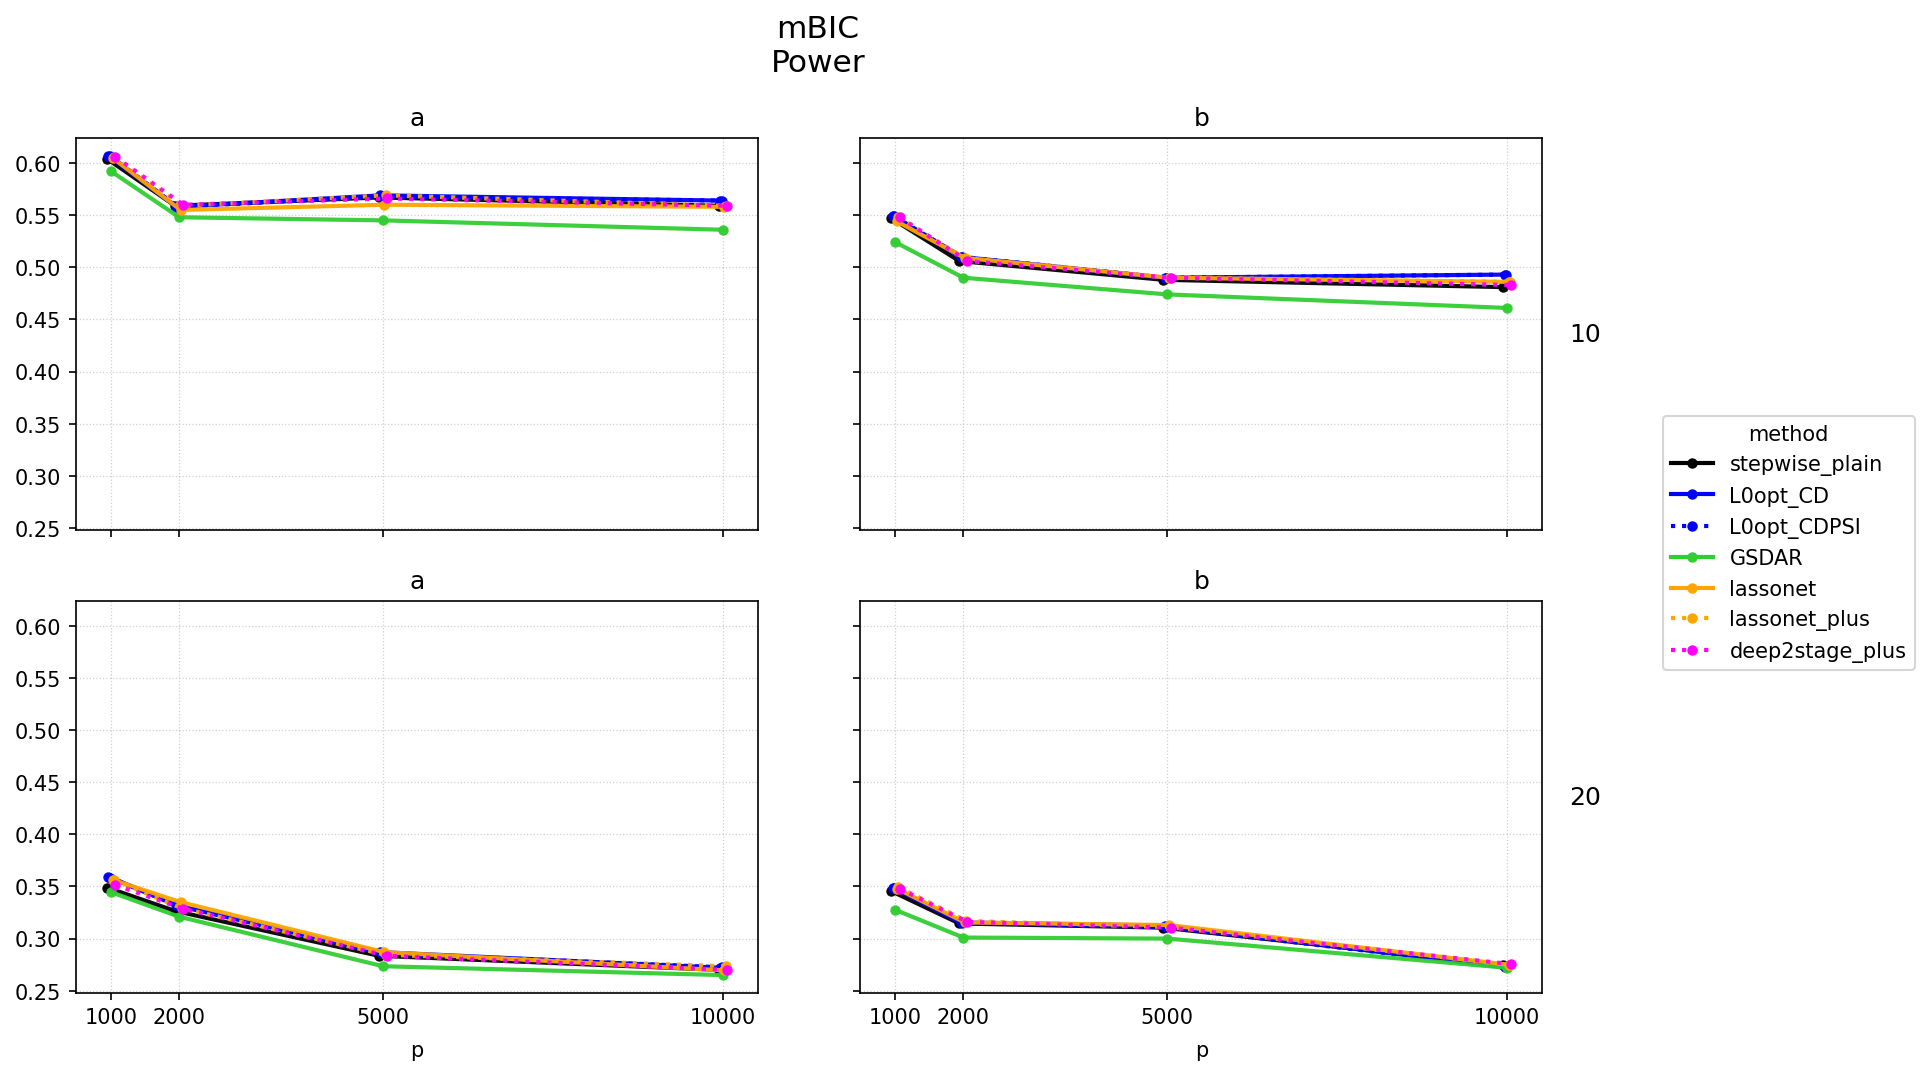 mBIC
Power
a
b
0.60
0.55
0.50
0.45
0.40
0.35
0.30
0.25
10
a
b
0.60
0.55
0.50
0.45
0.40
0.35
0.30
0.25
20
1000 2000 5000 10000
1000 2000 5000 10000
p
p
method
stepwise_plain
L0opt_CD
L0opt_CDPSI
GSDAR
lassonet
lassonet_plus
deep2stage_plus